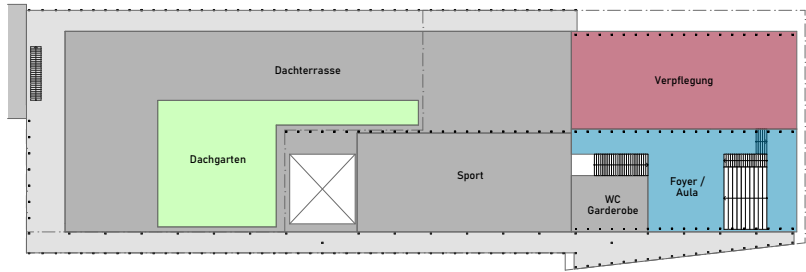 Dachterrasse
Verpflegung
Dachgarten
Sport
Foyer /
Aula
WC
Garderobe